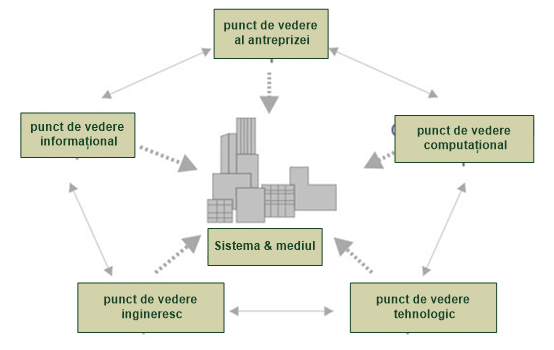 punct de vedere
al antreprizei
punct de vedere
informațional
punct de vedere
computațional
Sistema & mediul
punct de vedere
ingineresc
punct de vedere
tehnologic